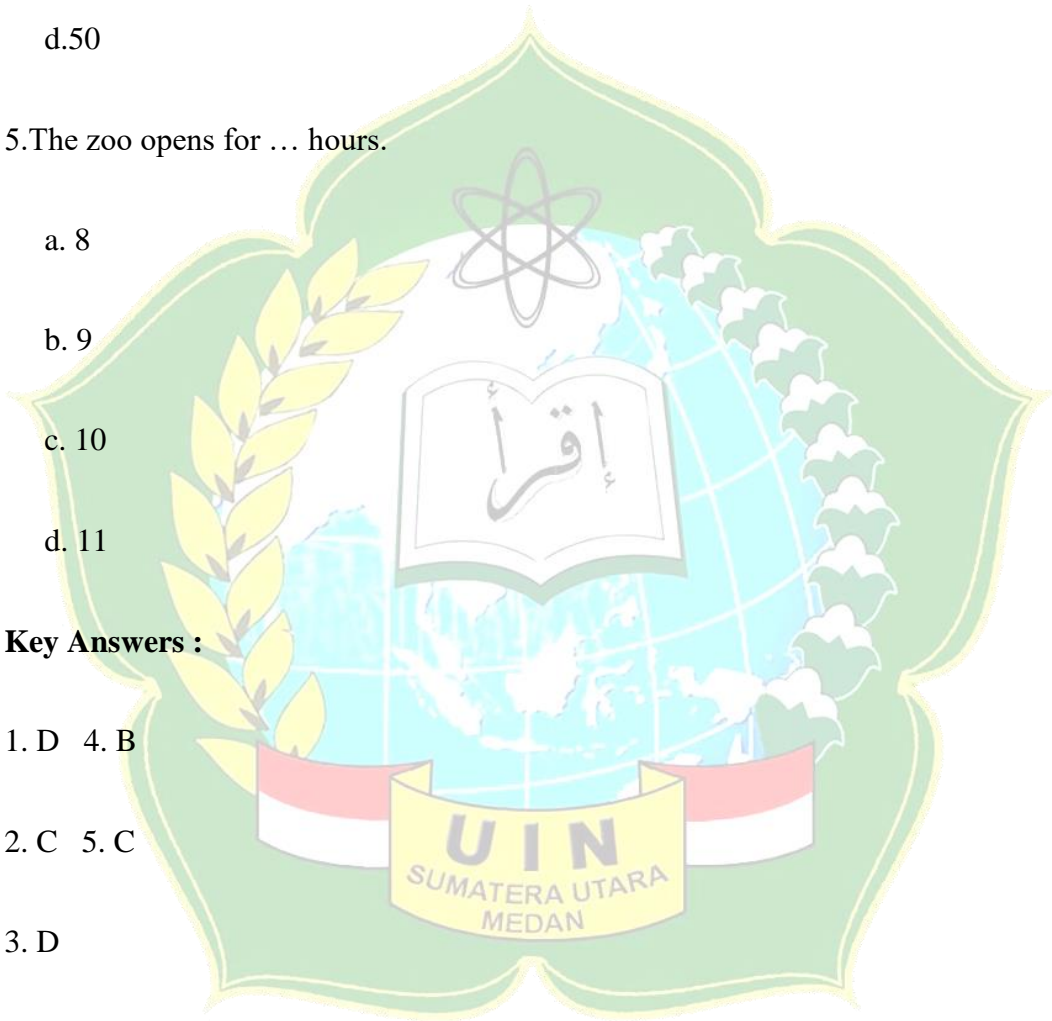 d.50
5.The zoo opens for … hours.
a. 8
b. 9
إقرأ
c. 10
d. 11
Key Answers :
1. D 4. B
2. C 5. C
UIN
SUMATERA UTARA
MEDAN
3. D